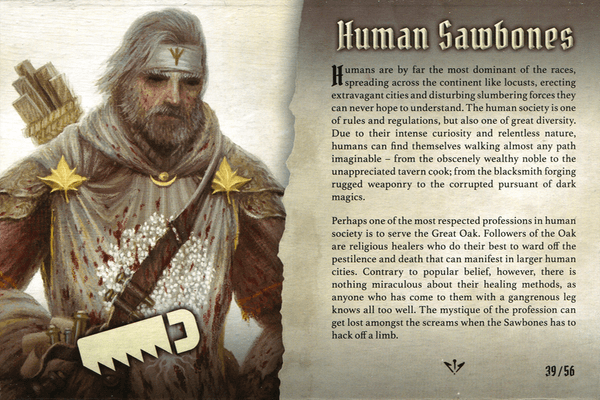 Human Sawbones
Humans are by far the most dominant of the races,
spreading across the continent like locusts, erecting
extravagant cities and disturbing slumbering forces they
can never hope to understand. The human society is one
of rules and regulations, but also one of great diversity.
Due to their intense curiosity and relentless nature,
humans can find themselves walking almost any path
imaginable – from the obscenely wealthy noble to the
unappreciated tavern cook; from the blacksmith forging
rugged weaponry to the corrupted pursuant of dark
magics.
Perhaps one of the most respected professions in human
society is to serve the Great Oak. Followers of the Oak
are religious healers who do their best to ward off the
pestilence and death that can manifest in larger human
cities. Contrary to popular belief, however, there is
nothing miraculous about their healing methods, as
anyone who has come to them with a gangrenous leg
knows all too well. The mystique of the profession can
get lost amongst the screams when the Sawbones has to
hack off a limb.
39/56